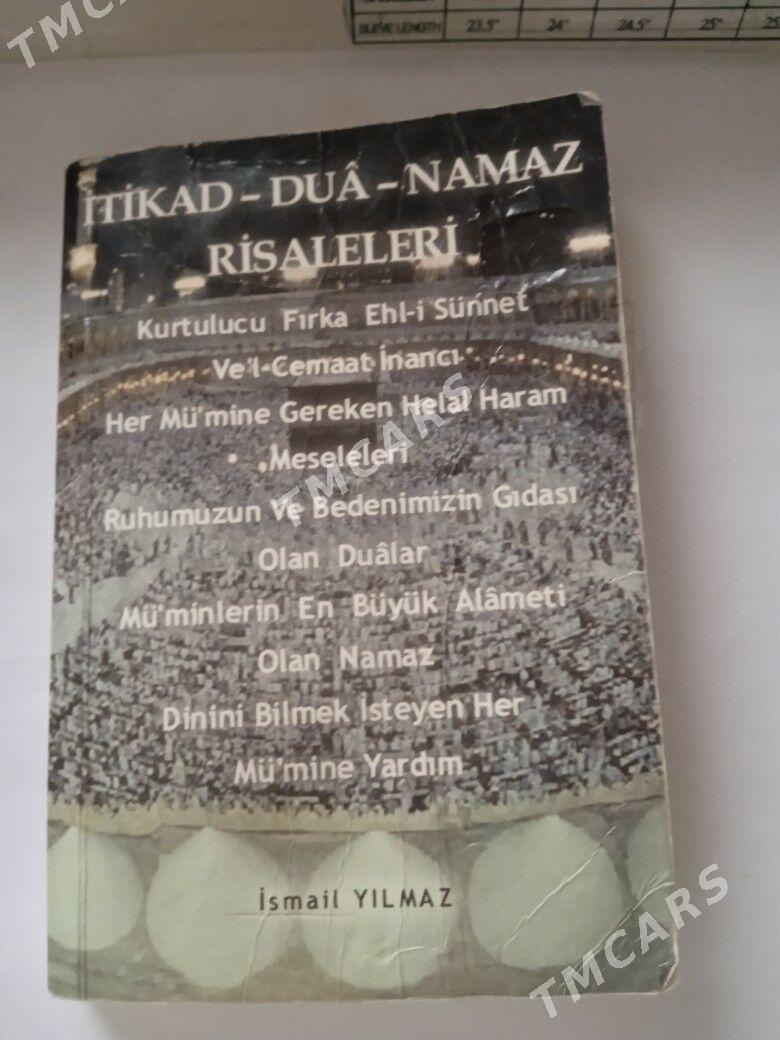 TMCARS
SLEVE LENGTH 23.5" 24" 24.5" 25" 25
İTİKAD – DUÂ – NAMAZ
RİSALELERİ
Kurtulucu Fırka Ehl-i Sünnet
Ve'l-Cemaat İnancı
Her Mü'mine Gereken Helal Haram
Meseleleri
TMCARS
Ruhumuzun Ve Bedenimizin Gıdası
Olan Duâlar
Mü'minlerin En Büyük Alâmeti
Olan Namaz
Dinini Bilmek İsteyen Her
Mü'mine Yardım
İsmail YILMAZ
TMCARS